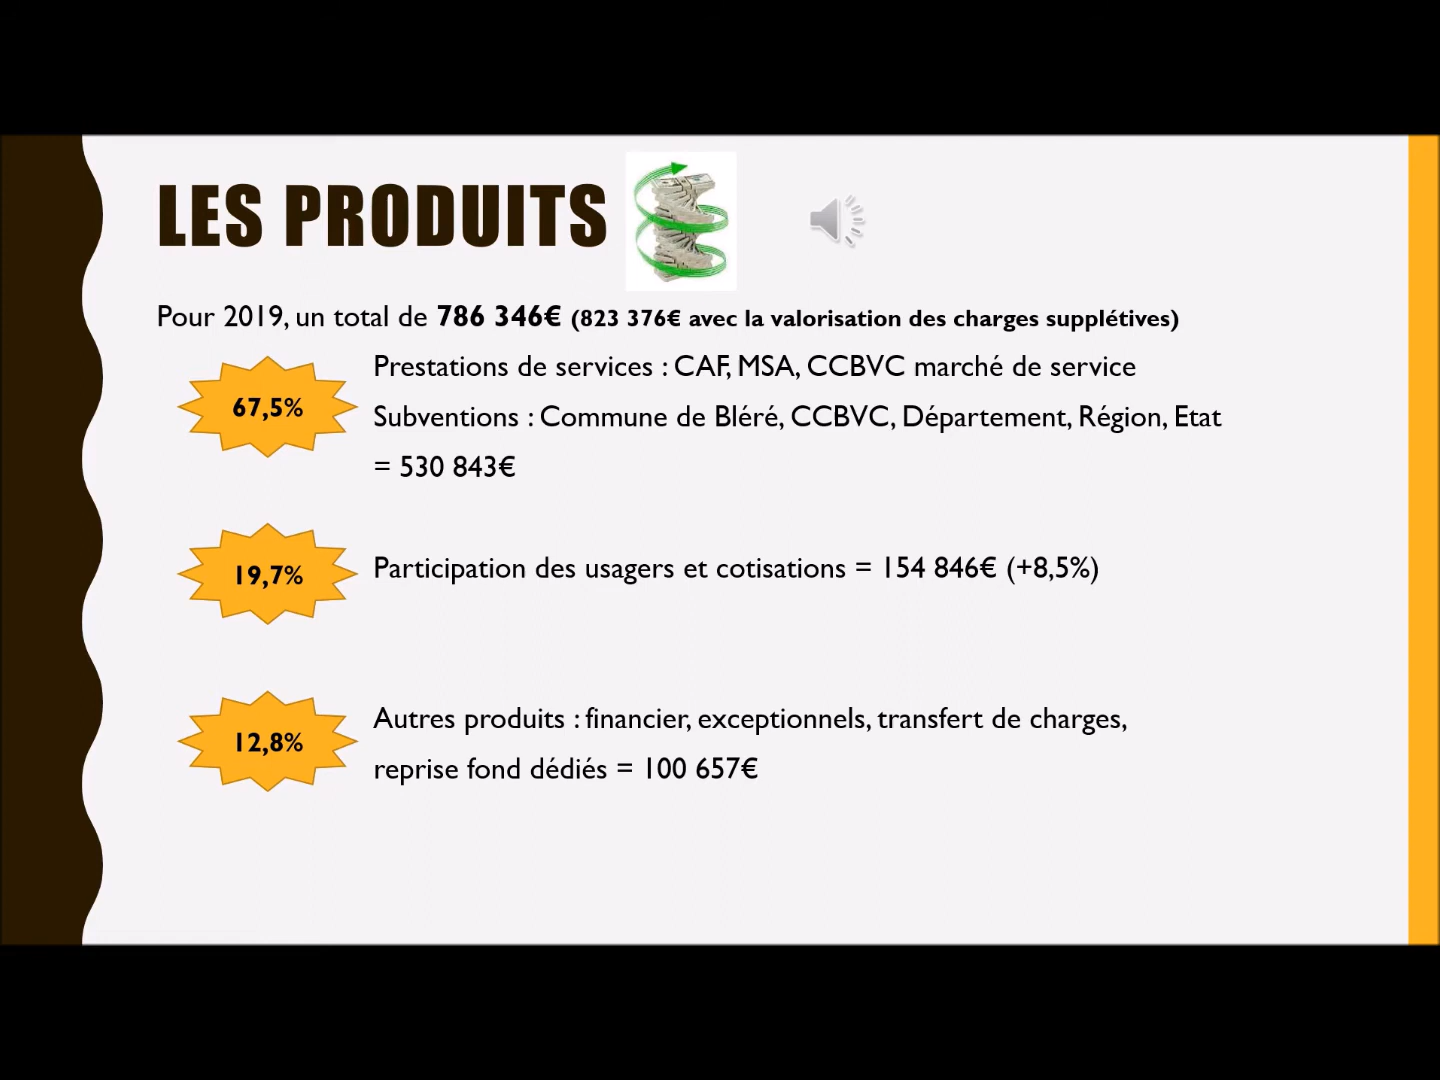 LES PRODUITS
Pour 2019, un total de 786 346€ (823 376€ avec la valorisation des charges supplétives)
67,5%
Prestations de services : CAF, MSA, CCBVC marché de service
Subventions : Commune de Bléré, CCBVC, Département, Région, Etat
= 530 843€
19,7%
Participation des usagers et cotisations = 154 846€ (+8,5%)
12,8%
Autres produits : financier, exceptionnels, transfert de charges,
reprise fond dédiés = 100 657€